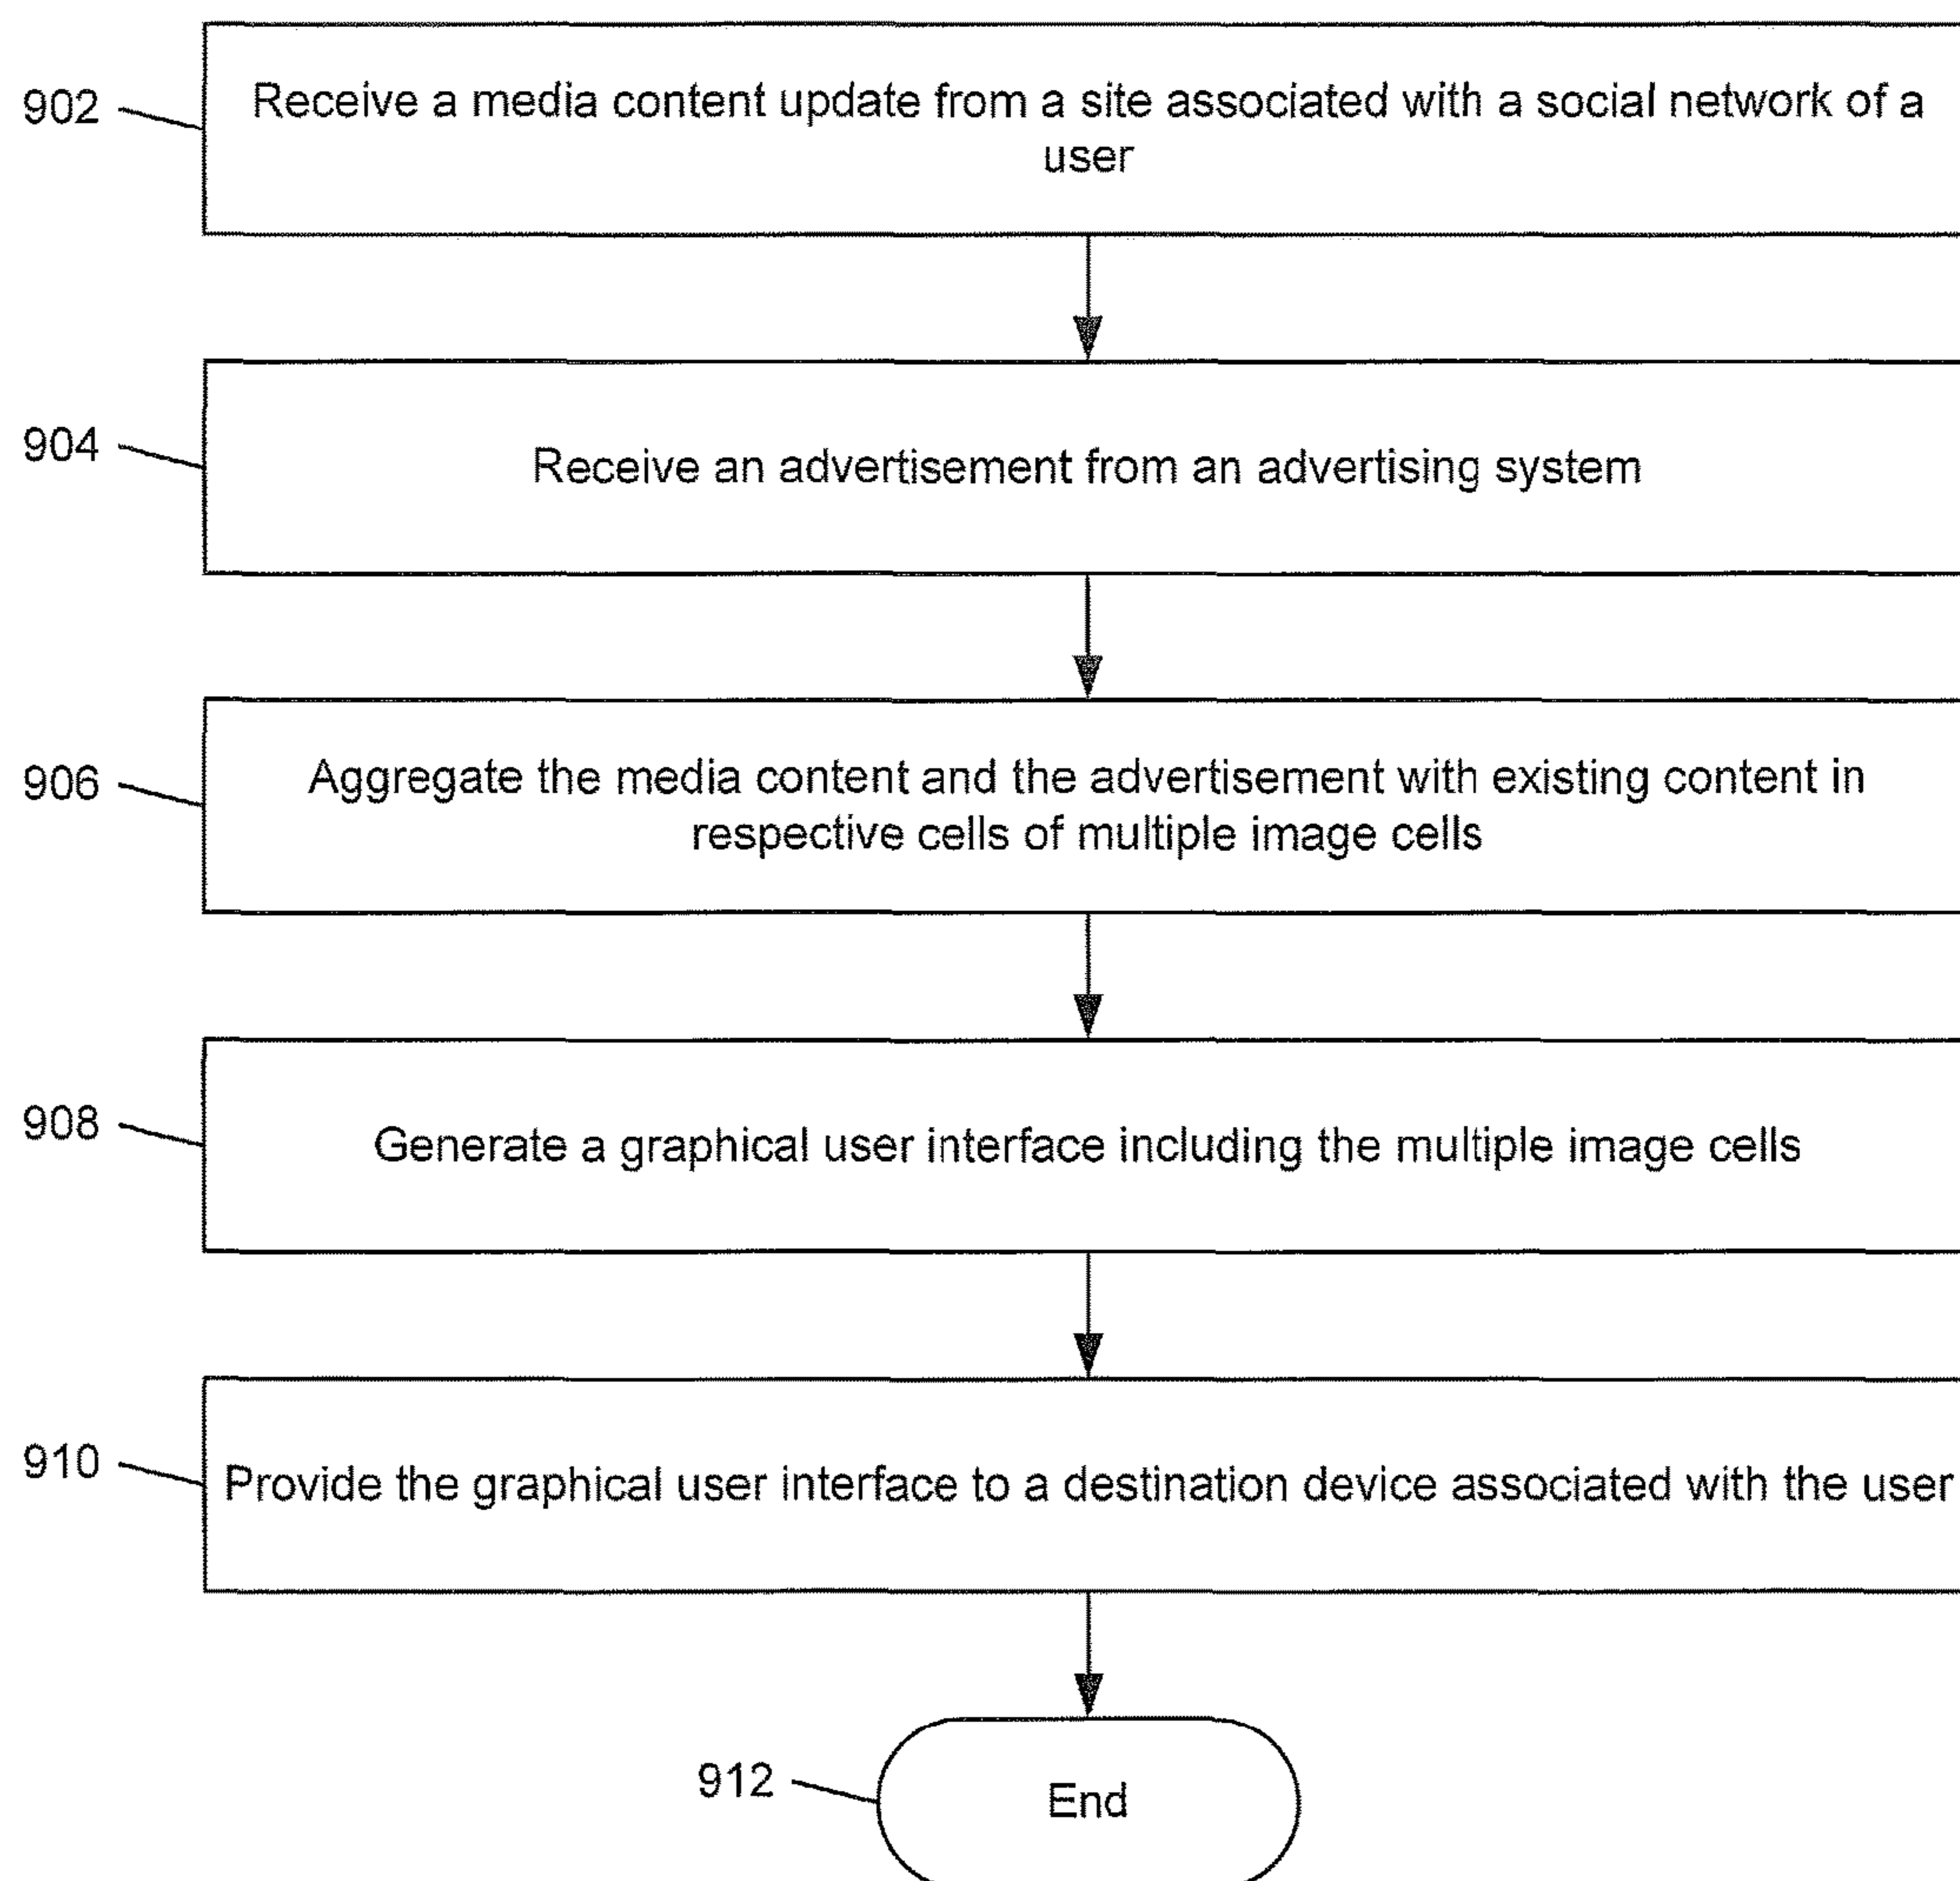 902
Receive a media content update from a site associated with a social network of a
user
904
Receive an advertisement from an advertising system
906
Aggregate the media content and the advertisement with existing content in
respective cells of multiple image cells
908
Generate a graphical user interface including the multiple image cells
910
Provide the graphical user interface to a destination device associated with the user
912
End